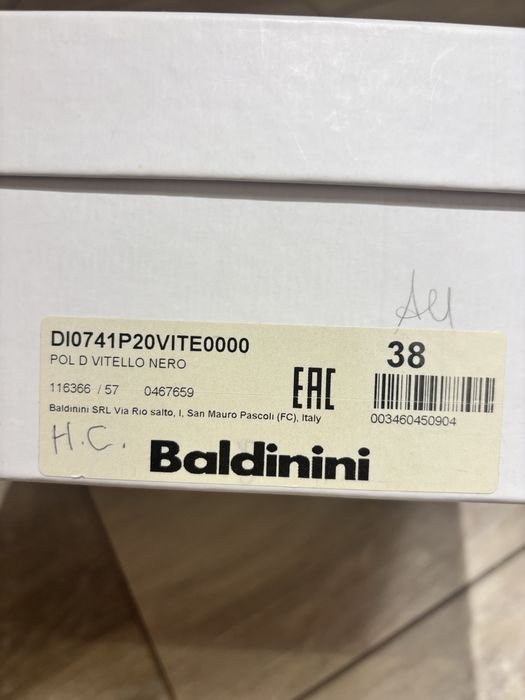 DI0741P20VITE0000
POL D VITELLO NERO
38
116366 / 57 0467659
EAC
003460450904
Baldinini SRL Via Rio salto, I, San Mauro Pascoli (FC), Italy
H.C.
Baldinini